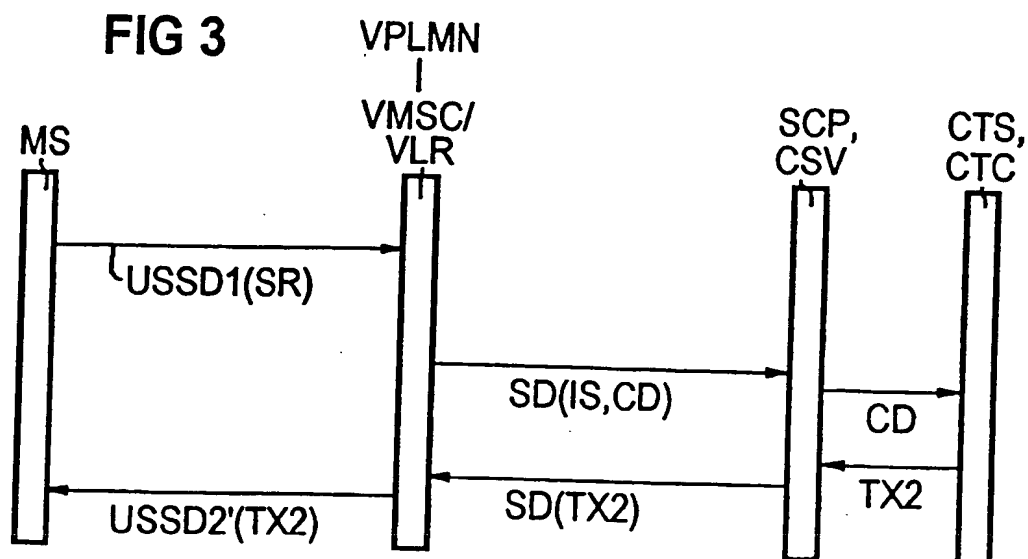 FIG 3
VPLMN
VMSC/
VLR
MS
SCP,
CSV
CTS,
CTC
USSD1(SR)
SD(IS,CD)
CD
TX2
SD(TX2)
USSD2'(TX2)